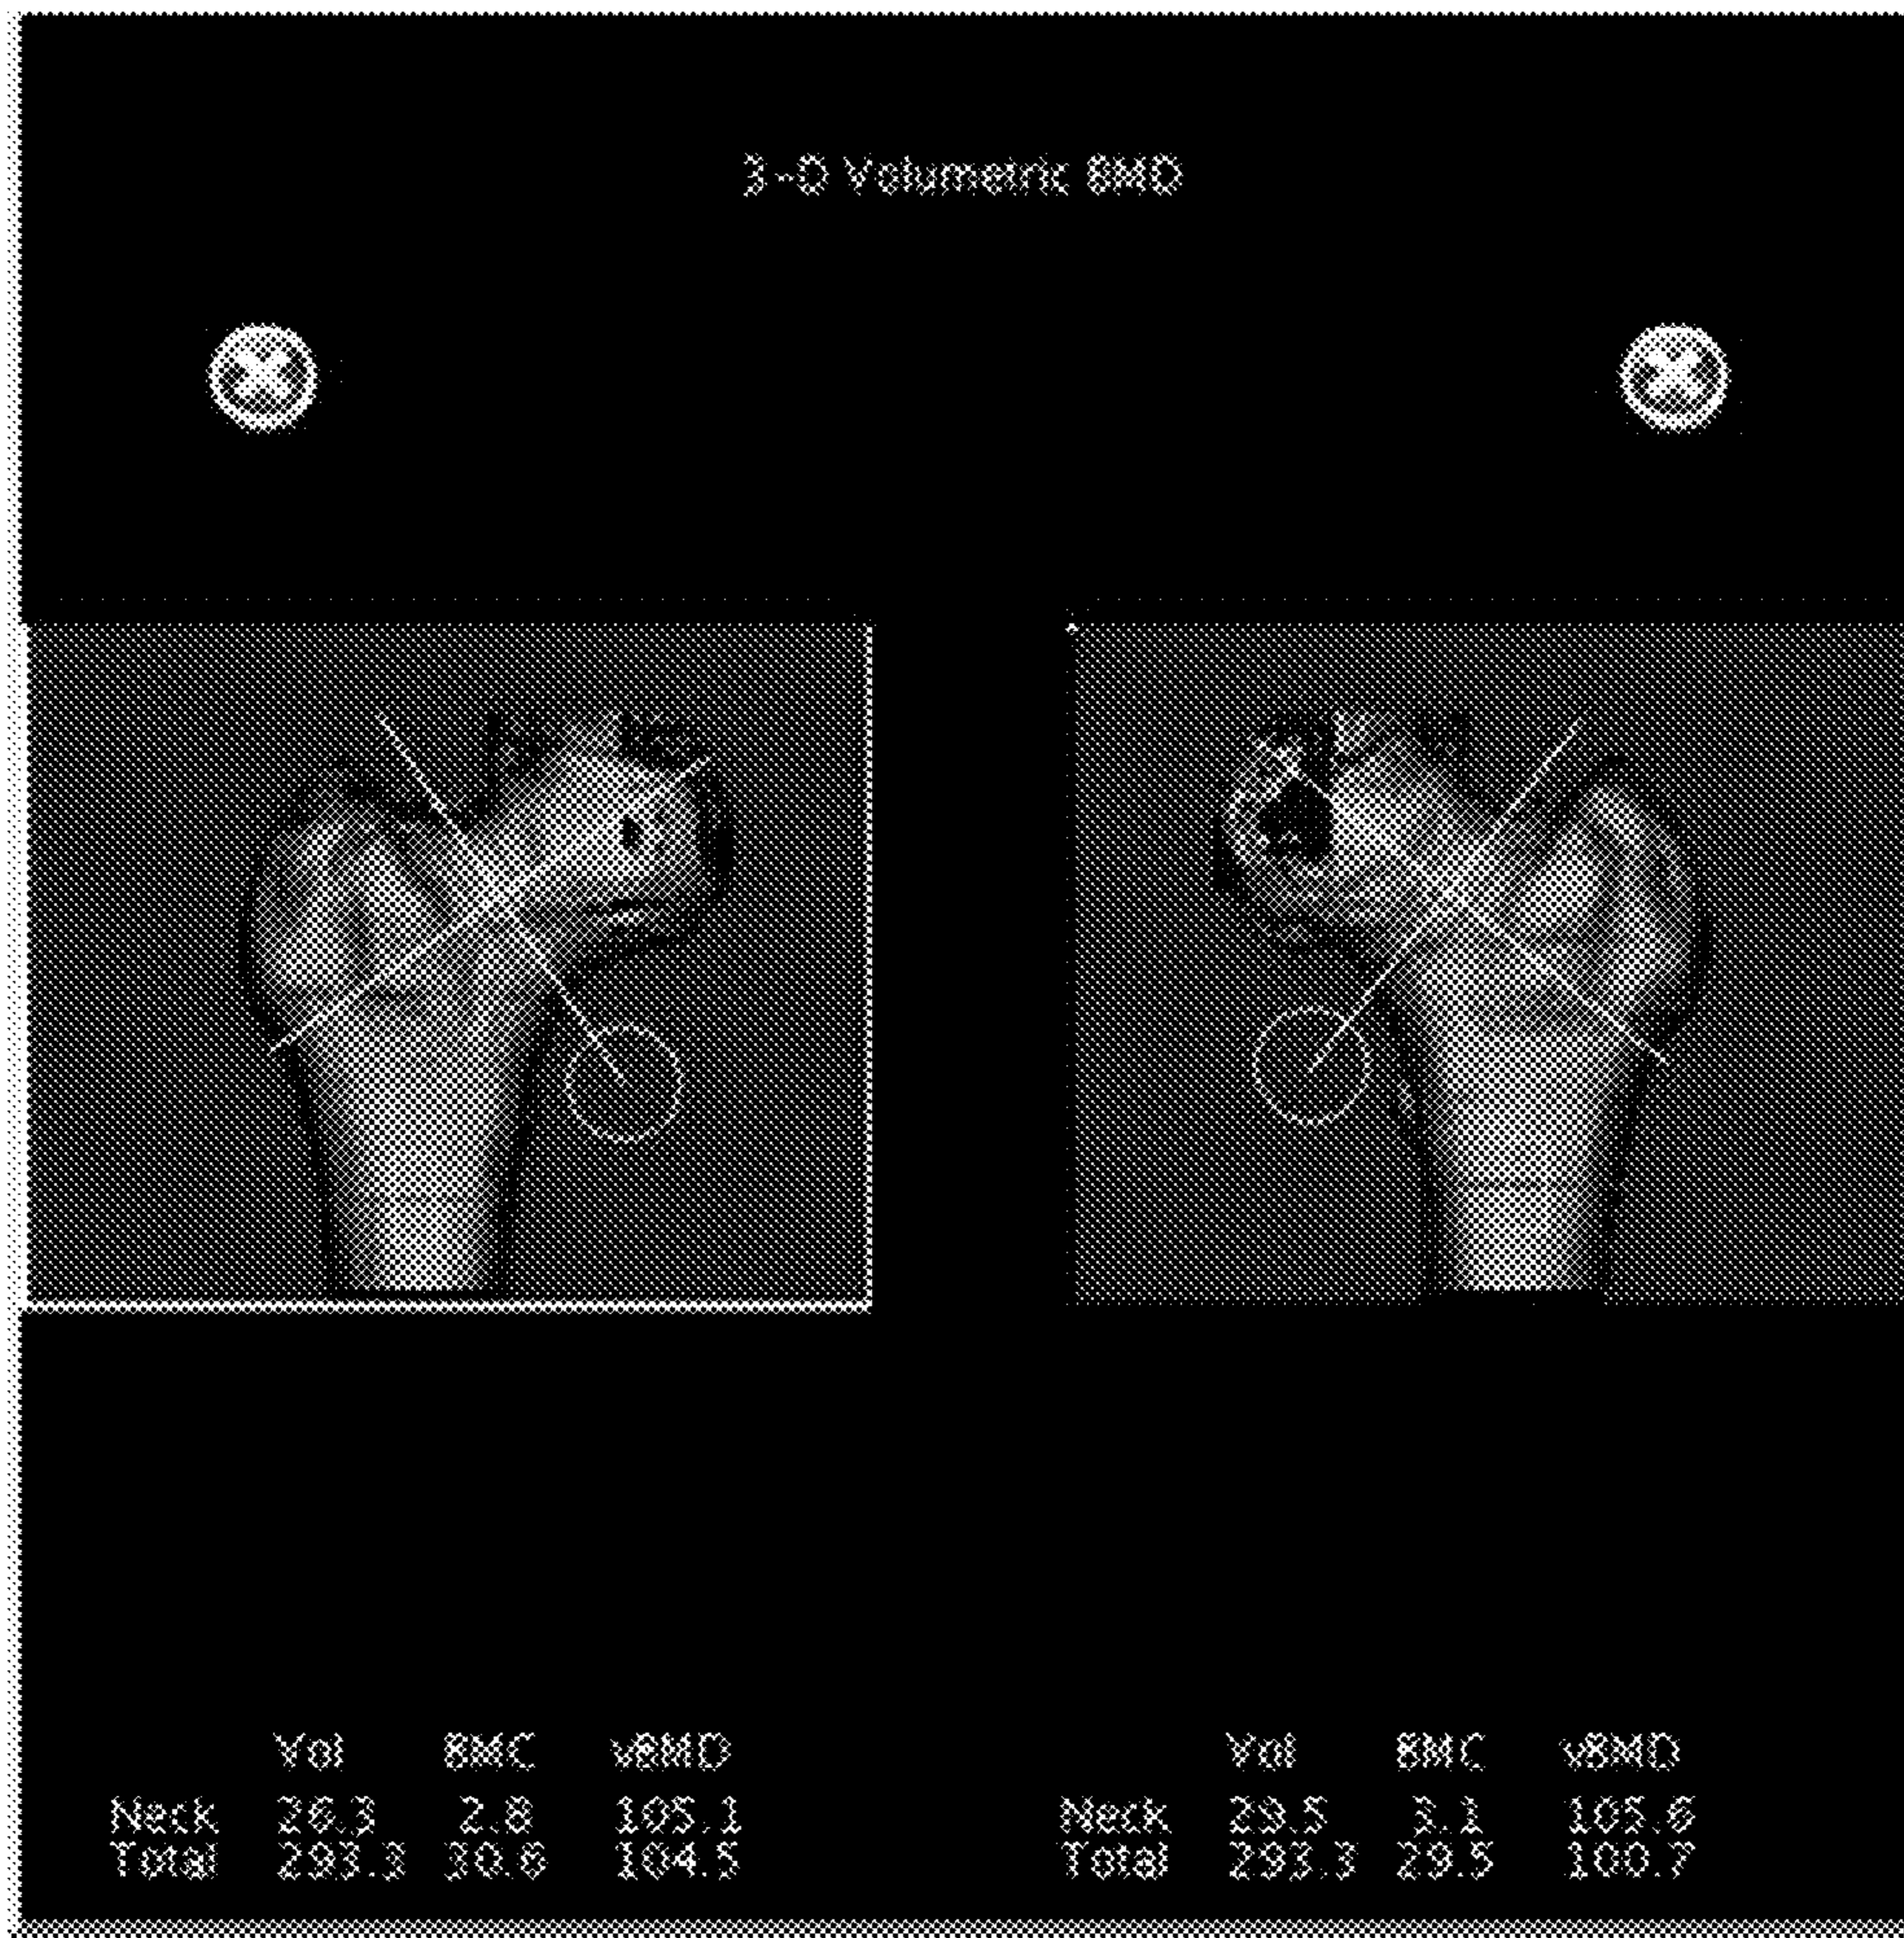 3-D Volumetric BMD
Vol BMC vBMD
Neck 26.3 2.8 105.1
Total 293.3 30.6 104.5
Vol BMC vBMD
Neck 29.5 3.1 105.6
Total 293.3 29.5 100.7